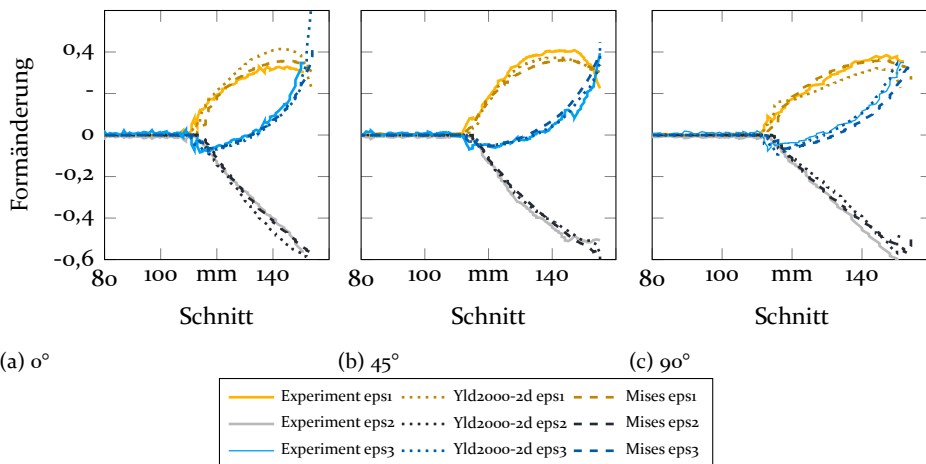 0,4
-
0
-0,2
-0,4
-0,6
Formänderung
80 100 mm 140
80 100 mm 140
80 100 mm 140
Schnitt
Schnitt
Schnitt
(a) 0°
(b) 45°
(c) 90°
Experiment eps1 Yld2000-2d eps1 Mises eps1
Experiment eps2 Yld2000-2d eps2 Mises eps2
Experiment eps3 Yld2000-2d eps3 Mises eps3